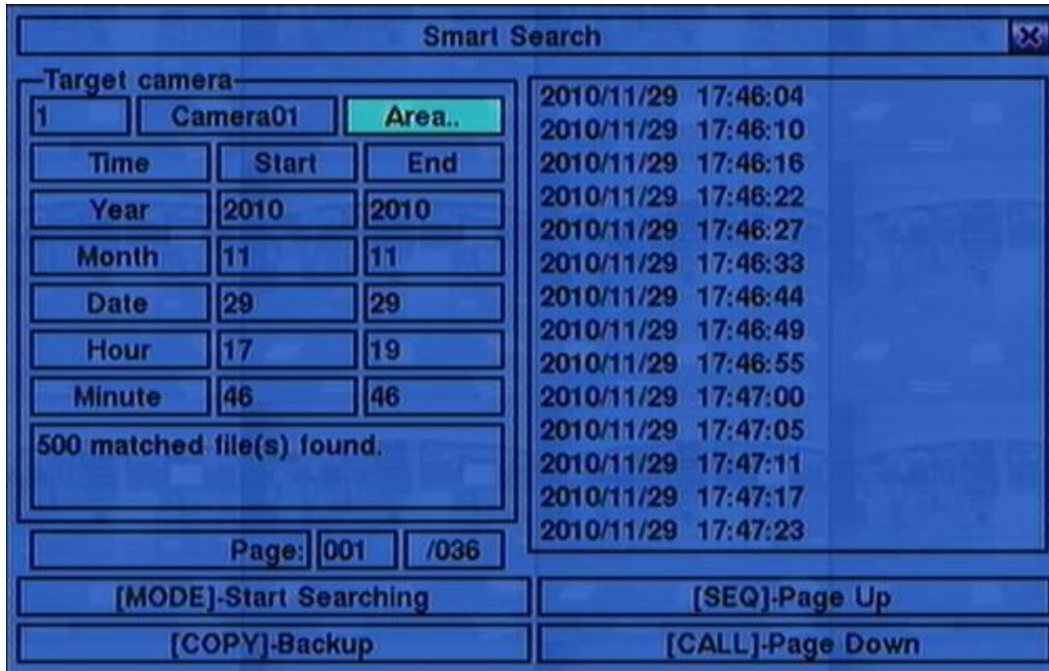 Smart Search
Target camera
1 Camera01 Area..
Time Start End
Year 2010 2010
Month 11 11
Date 29 29
Hour 17 19
Minute 46 46
500 matched file(s) found.
Page: 001 /036
2010/11/29 17:46:04
2010/11/29 17:46:10
2010/11/29 17:46:16
2010/11/29 17:46:22
2010/11/29 17:46:27
2010/11/29 17:46:33
2010/11/29 17:46:44
2010/11/29 17:46:49
2010/11/29 17:46:55
2010/11/29 17:47:00
2010/11/29 17:47:05
2010/11/29 17:47:11
2010/11/29 17:47:17
2010/11/29 17:47:23
[MODE]-Start Searching
[SEQ]-Page Up
[COPY]-Backup
[CALL]-Page Down